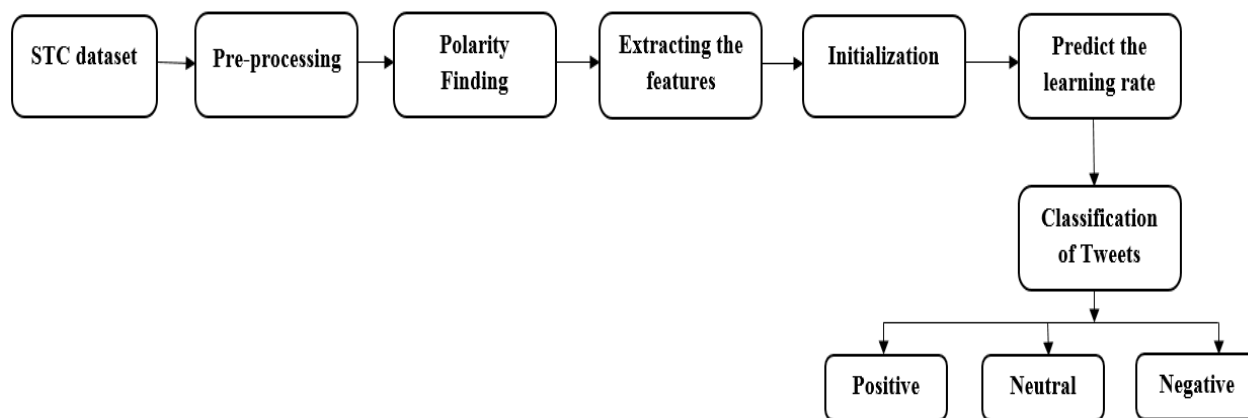 STC dataset
Pre-processing
Polarity
Finding
Extracting the
features
Initialization
Predict the
learning rate
Classification
of Tweets
Positive
Neutral
Negative